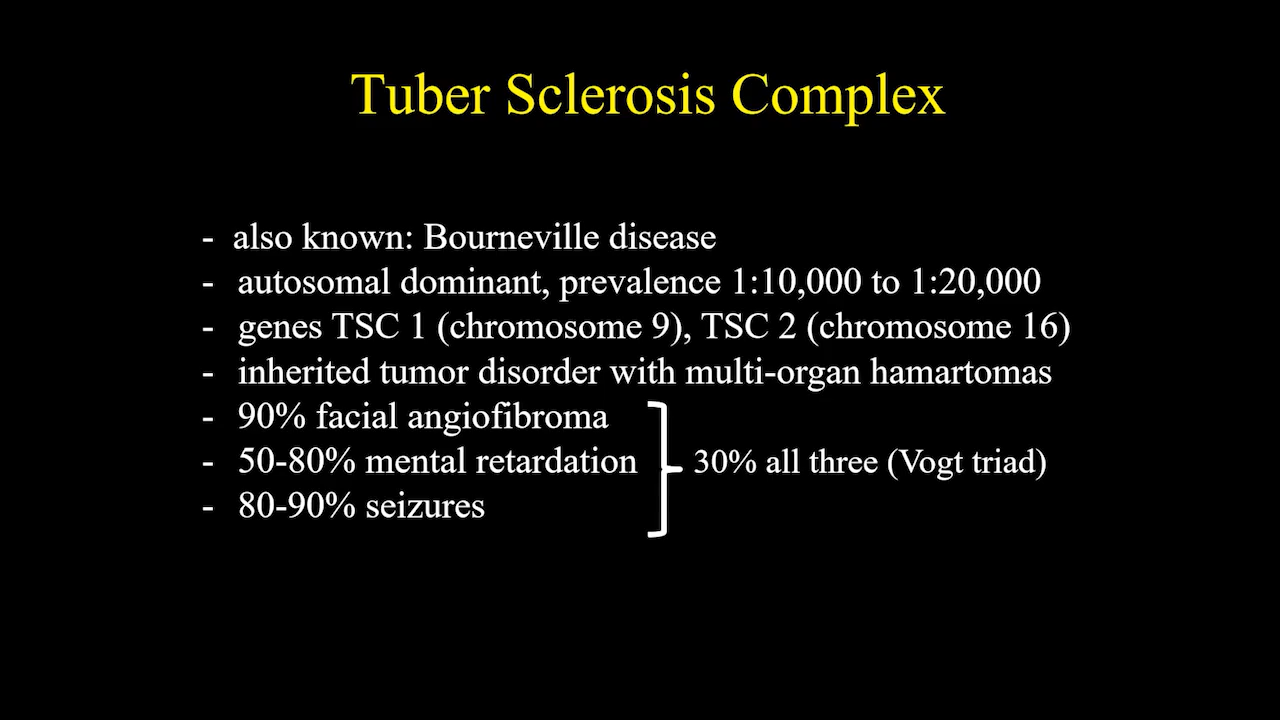 Tuber Sclerosis Complex
- also known: Bourneville disease
- autosomal dominant, prevalence 1:10,000 to 1:20,000
- genes TSC 1 (chromosome 9), TSC 2 (chromosome 16)
- inherited tumor disorder with multi-organ hamartomas
- 90% facial angiofibroma
- 50-80% mental retardation 30% all three (Vogt triad)
- 80-90% seizures